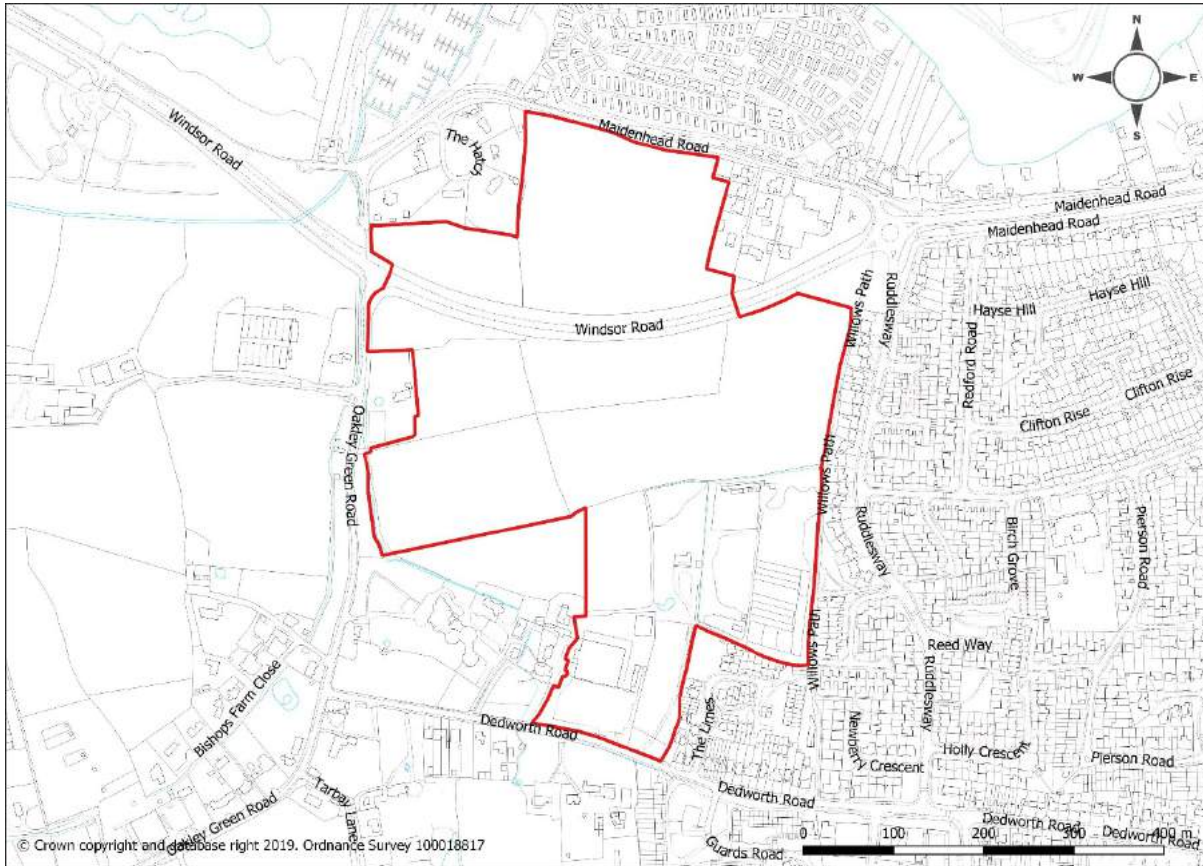 N
W
E
S
Windsor Road
The Hatch
Maidenhead Road
Maidenhead Road
Maidenhead Road
Willows Path
Ruddlesway
Hayse Hill
Hayse Hill
Windsor Road
Redford Road
Clifton Rise
Clifton Rise
Oakley Green Road
Willows Path
Ruddlesway
Birch Grove
Pierson Road
Willows Path
Reed Way
Ruddlesway
Bishops Farm Close
The Limes
Dedworth Road
Newberry Crescent
Holly Crescent
Pierson Road
Tarbay Lane
Oakley Green Road
Dedworth Road
Dedworth Road
Dedworth Road
Guards Road
0 100 200 300 400 m
© Crown copyright and database right 2019. Ordnance Survey 100018817